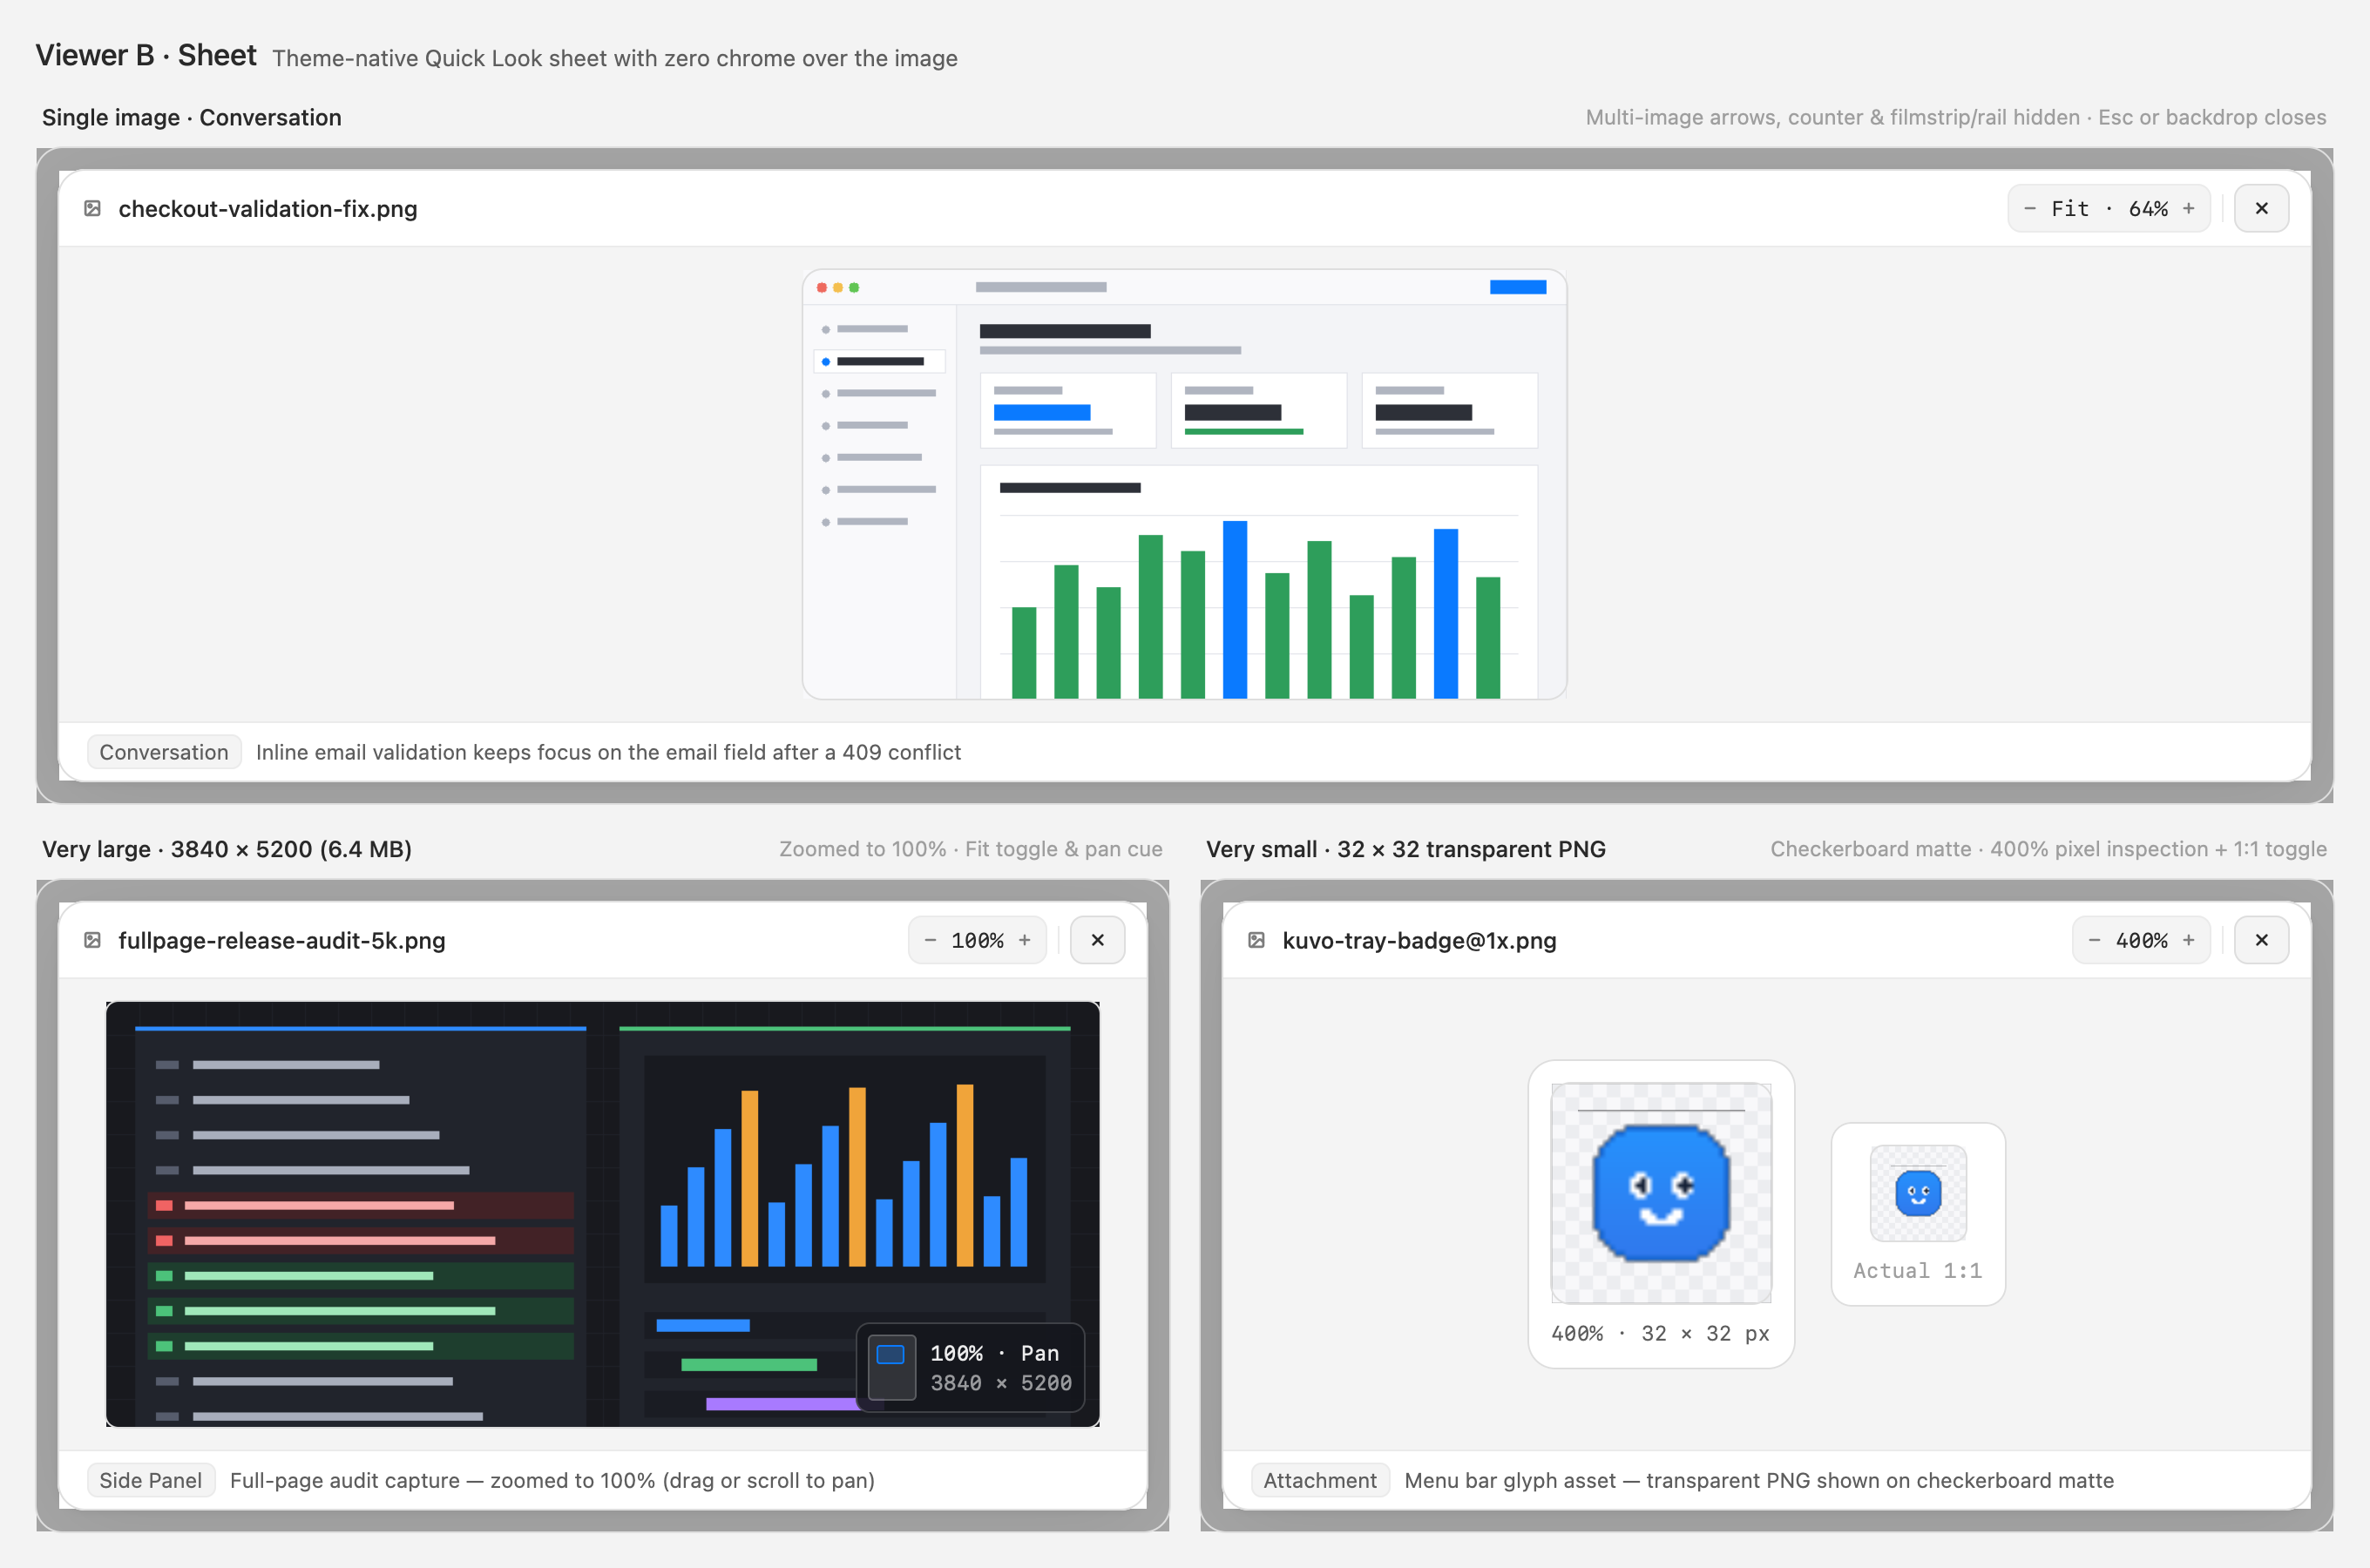 Viewer B · Sheet Theme-native Quick Look sheet with zero chrome over the image
Single image · Conversation Multi-image arrows, counter & filmstrip/rail hidden · Esc or backdrop closes
checkout-validation-fix.png − Fit · 64% + ×
Conversation Inline email validation keeps focus on the email field after a 409 conflict
Very large · 3840 × 5200 (6.4 MB) Zoomed to 100% · Fit toggle & pan cue
fullpage-release-audit-5k.png − 100% + ×
100% · Pan
3840 × 5200
Side Panel Full-page audit capture — zoomed to 100% (drag or scroll to pan)
Very small · 32 × 32 transparent PNG Checkerboard matte · 400% pixel inspection + 1:1 toggle
kuvo-tray-badge@1x.png − 400% + ×
400% · 32 × 32 px
Actual 1:1
Attachment Menu bar glyph asset — transparent PNG shown on checkerboard matte